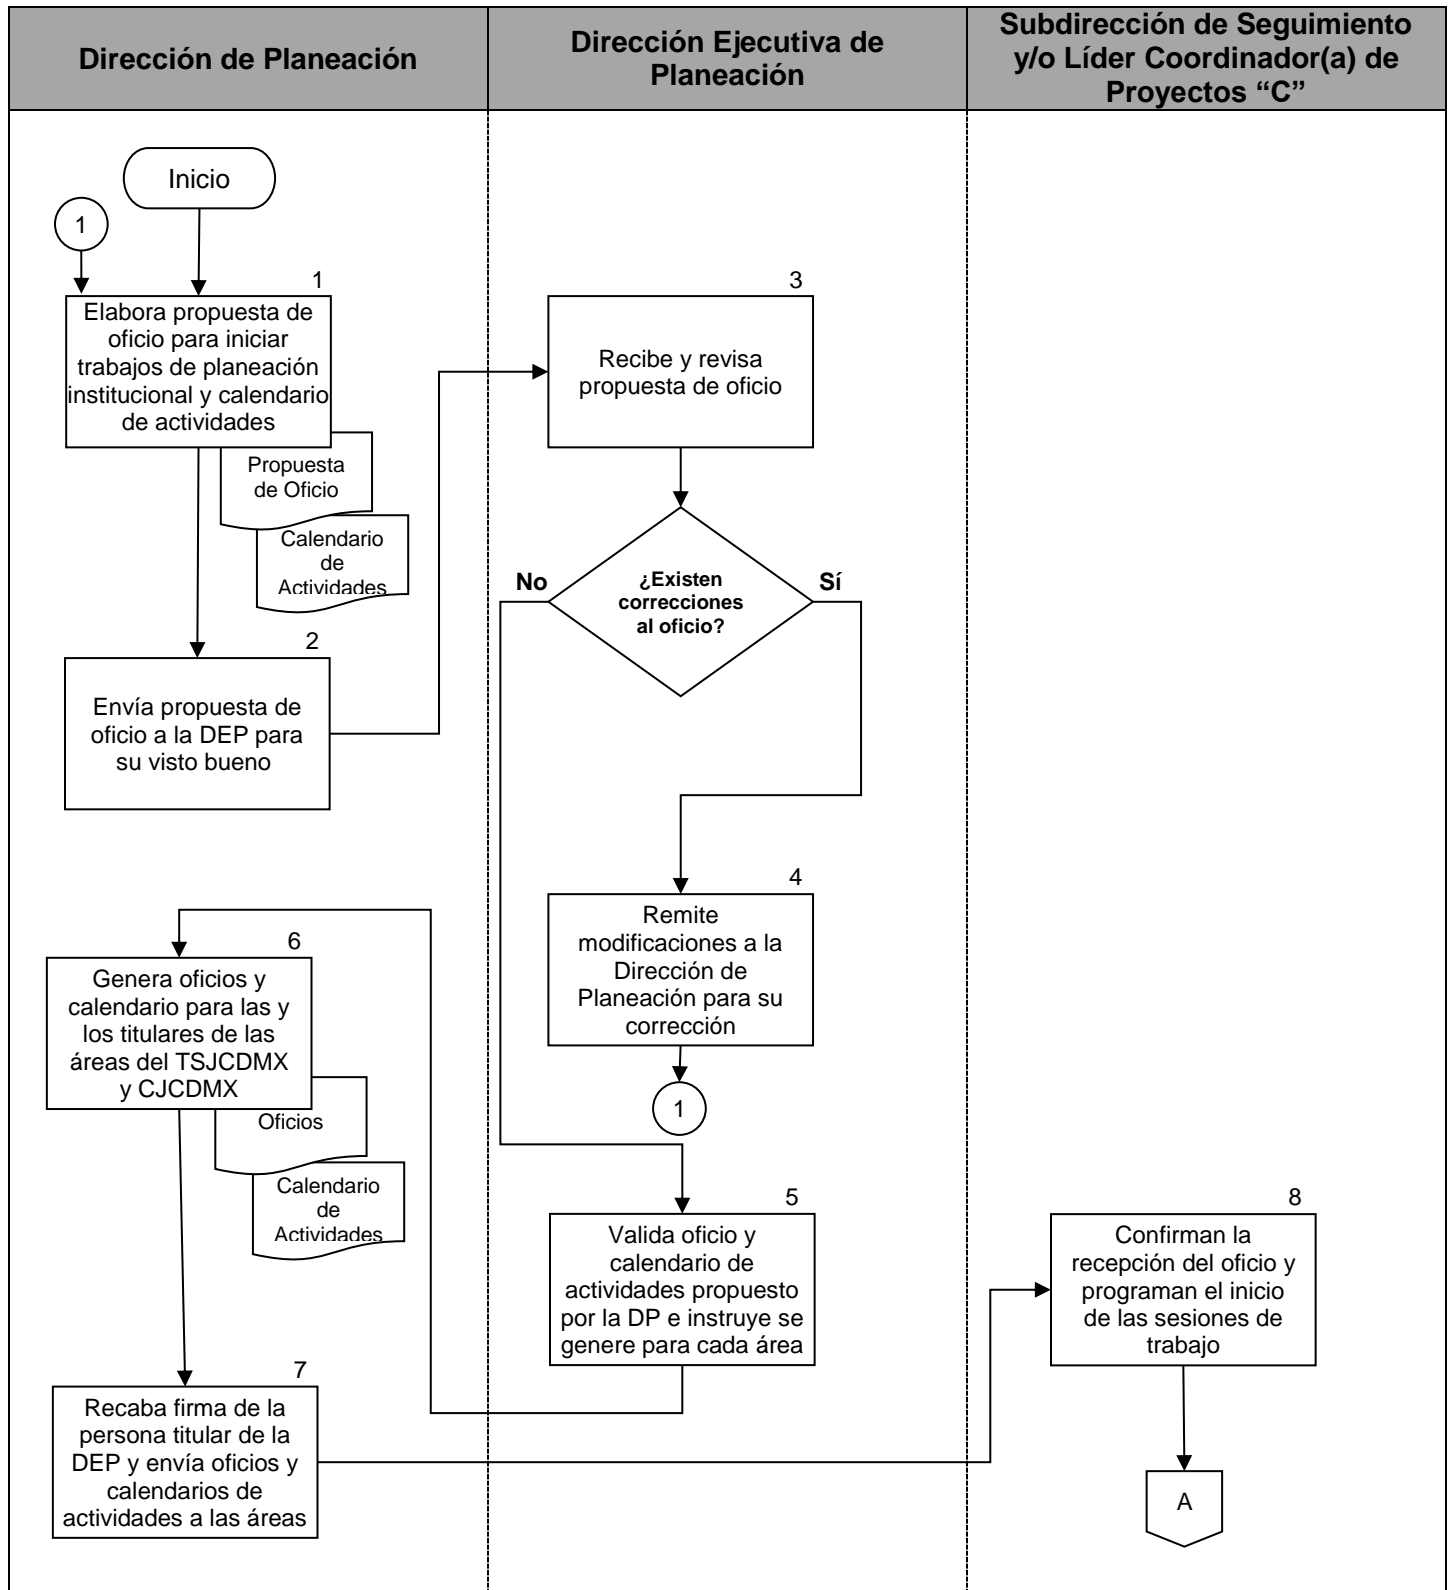 Dirección de Planeación
Dirección Ejecutiva de
Planeación
Subdirección de Seguimiento
y/o Líder Coordinador(a) de
Proyectos “C”
Inicio
1
1
Elabora propuesta de
oficio para iniciar
trabajos de planeación
institucional y calendario
de actividades
Propuesta
de Oficio
Calendario
de
Actividades
2
Envía propuesta de
oficio a la DEP para
su visto bueno
3
Recibe y revisa
propuesta de oficio
¿Existen
correcciones
al oficio?
No
Sí
4
Remite
modificaciones a la
Dirección de
Planeación para su
corrección
1
5
Valida oficio y
calendario de
actividades propuesto
por la DP e instruye se
genere para cada área
6
Genera oficios y
calendario para las y
los titulares de las
áreas del TSJCDMX
y CJCDMX
Oficios
Calendario
de
Actividades
7
Recaba firma de la
persona titular de la
DEP y envía oficios y
calendarios de
actividades a las áreas
8
Confirman la
recepción del oficio y
programan el inicio
de las sesiones de
trabajo
A